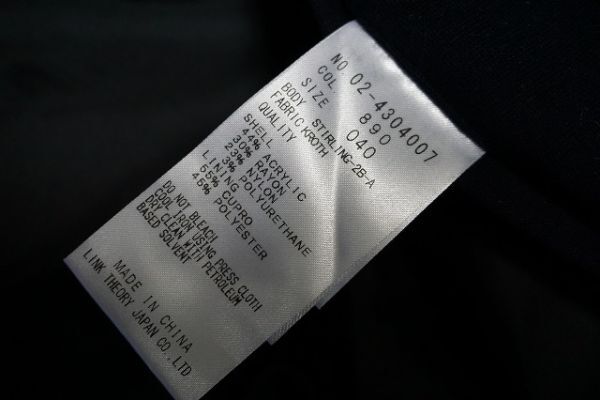 NO. 02-4304007
COL. 890
SIZE 040
BODY STIRLING-2B-A
FABRIC KROTH
QUALITY
SHELL
44% ACRYLIC
30% RAYON
23% NYLON
3% POLYURETHANE
LINING
55% CUPRO
45% POLYESTER
DO NOT BLEACH
COOL IRON USING PRESS CLOTH
DRY CLEAN WITH PETROLEUM
BASED SOLVENT
MADE IN CHINA
LINK THEORY JAPAN CO., LTD